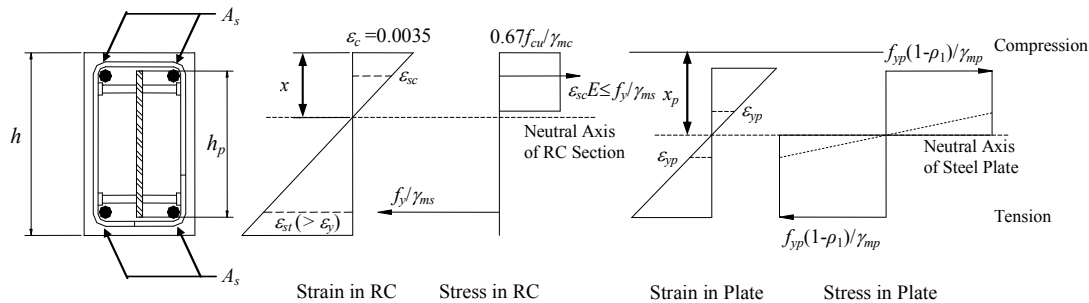 A_s
h
h_p
A_s
ε_c =0.0035
x
ε_sc
ε_st (> ε_y)
Strain in RC
0.67f_cu/γ_mc
ε_scE≤ f_y/γ_ms
Neutral Axis
of RC Section
f_y/γ_ms
Stress in RC
x_p
ε_yp
ε_yp
Strain in Plate
f_yp(1-ρ_1)/γ_mp
Compression
Neutral Axis
of Steel Plate
Tension
f_yp(1-ρ_1)/γ_mp
Stress in Plate